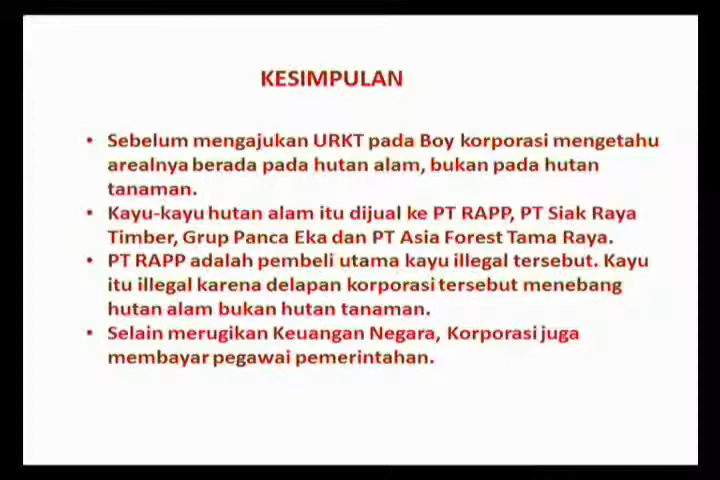 KESIMPULAN
• Sebelum mengajukan URKT pada Boy korporasi mengetahu
arealnya berada pada hutan alam, bukan pada hutan
tanaman.
• Kayu-kayu hutan alam itu dijual ke PT RAPP, PT Siak Raya
Timber, Grup Panca Eka dan PT Asia Forest Tama Raya.
• PT RAPP adalah pembeli utama kayu illegal tersebut. Kayu
itu illegal karena delapan korporasi tersebut menebang
hutan alam bukan hutan tanaman.
• Selain merugikan Keuangan Negara, Korporasi juga
membayar pegawai pemerintahan.